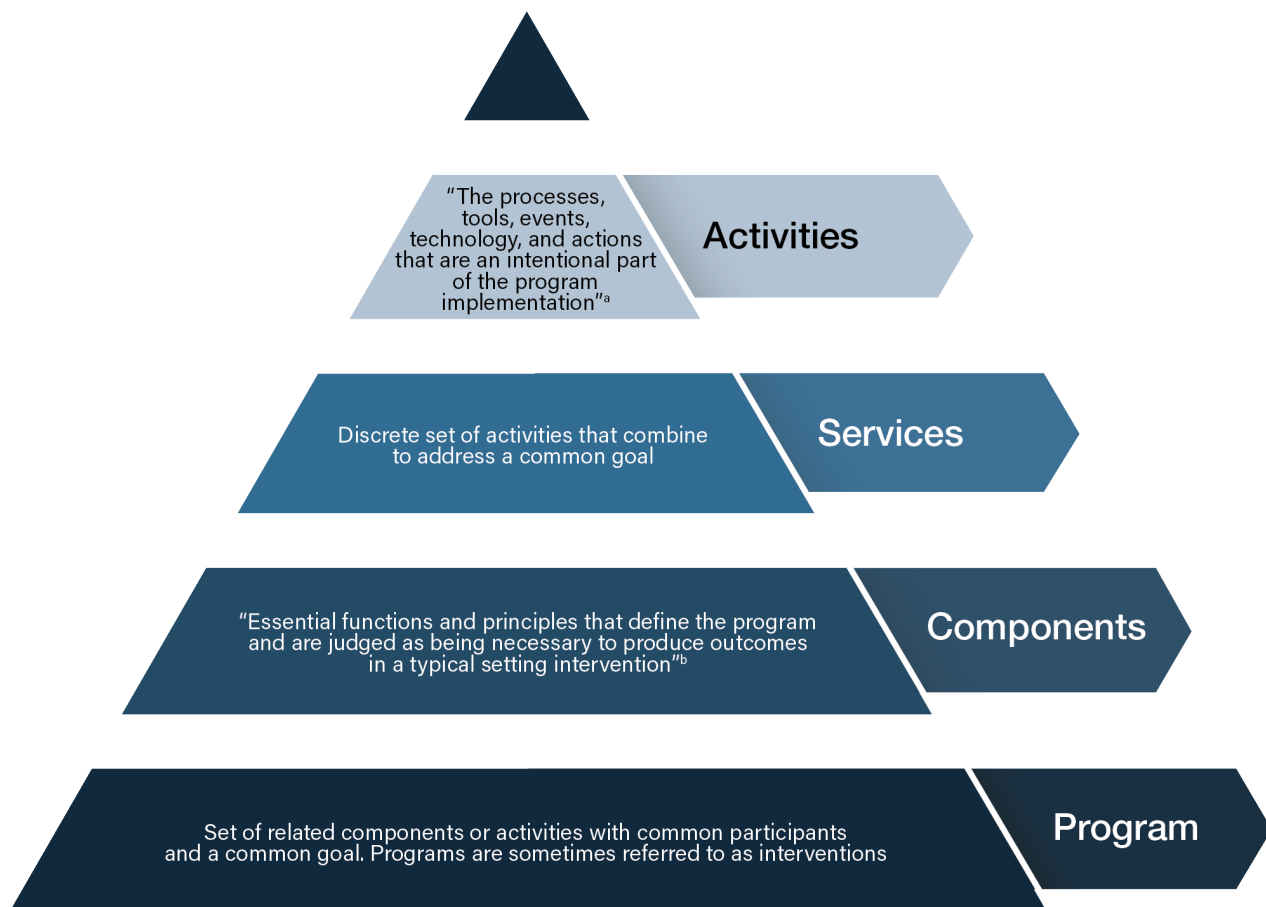 “The processes,
tools, events,
technology, and actions
that are an intentional part
of the program
implementation”ᵃ
Activities
Discrete set of activities that combine
to address a common goal
Services
“Essential functions and principles that define the program
and are judged as being necessary to produce outcomes
in a typical setting intervention”ᵇ
Components
Set of related components or activities with common participants
and a common goal. Programs are sometimes referred to as interventions
Program